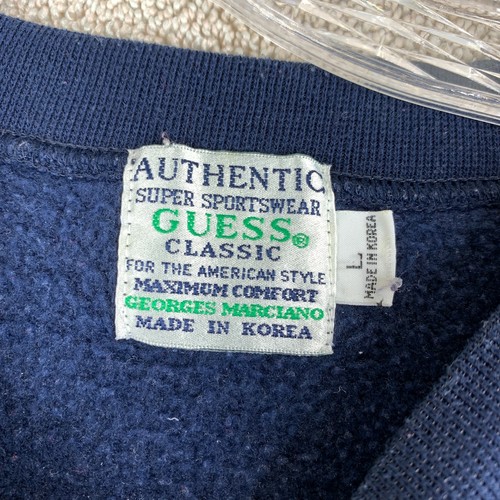 AUTHENTIC
SUPER SPORTSWEAR
GUESS®
CLASSIC
FOR THE AMERICAN STYLE
MAXIMUM COMFORT
GEORGES MARCIANO
MADE IN KOREA
L
MADE IN KOREA